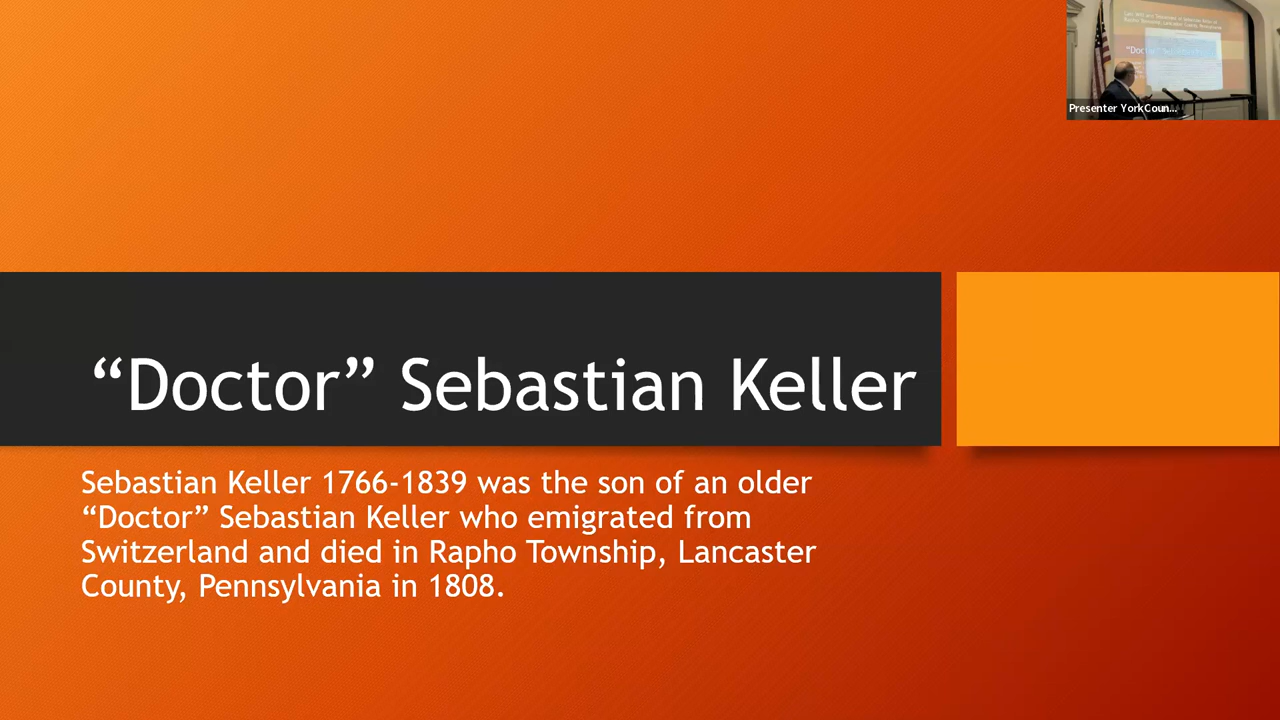 Presenter YorkCoun...
“Doctor” Sebastian Keller
Sebastian Keller 1766-1839 was the son of an older
“Doctor” Sebastian Keller who emigrated from
Switzerland and died in Rapho Township, Lancaster
County, Pennsylvania in 1808.